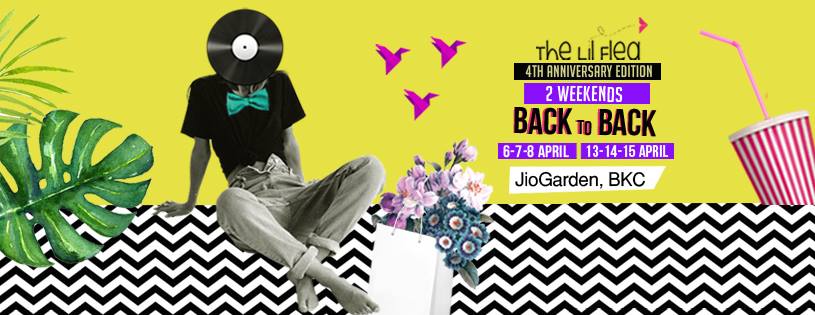 The Lil Flea
4TH ANNIVERSARY EDITION
2 WEEKENDS
BACK TO BACK
6-7-8 APRIL 13-14-15 APRIL
JioGarden, BKC